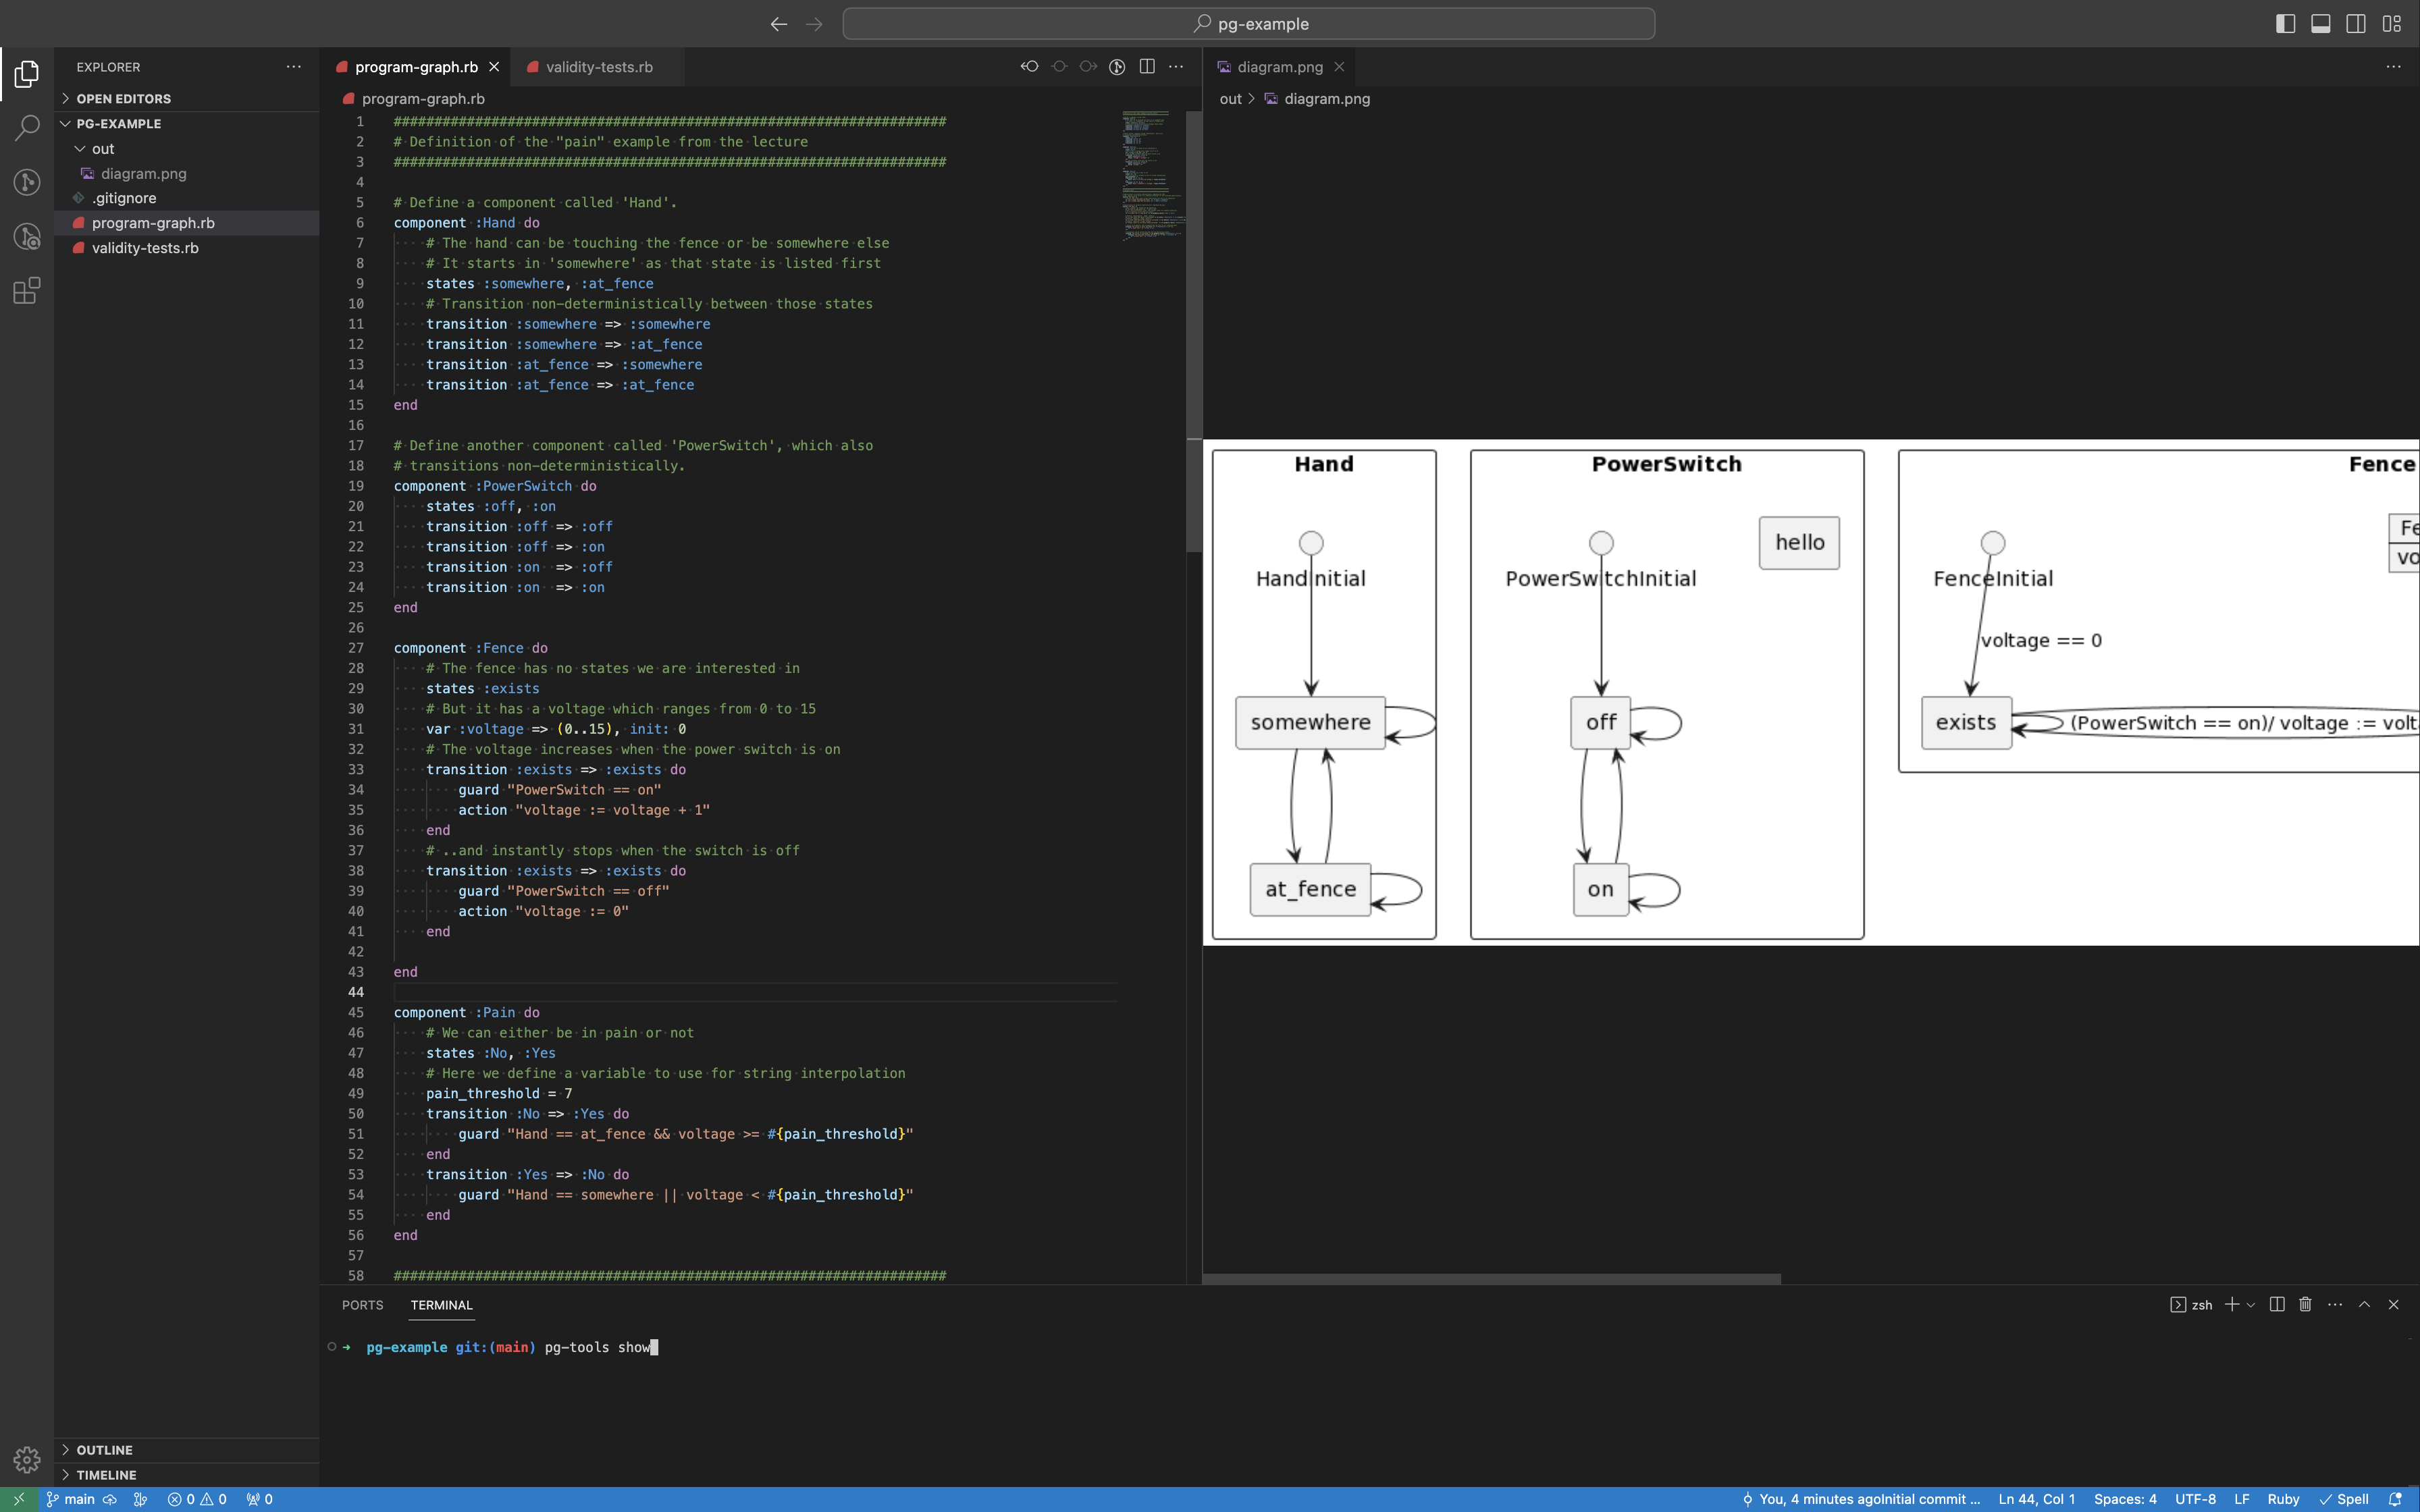 pg-example
EXPLORER
OPEN EDITORS
PG-EXAMPLE
out
diagram.png
.gitignore
program-graph.rb
validity-tests.rb
OUTLINE
TIMELINE
program-graph.rb
validity-tests.rb
program-graph.rb
1 ####################################################################
2 # Definition of the "pain" example from the lecture
3 ####################################################################
4
5 # Define a component called 'Hand'.
6 component :Hand do
7 # The hand can be touching the fence or be somewhere else
8 # It starts in 'somewhere' as that state is listed first
9 states :somewhere, :at_fence
10 # Transition non-deterministically between those states
11 transition :somewhere => :somewhere
12 transition :somewhere => :at_fence
13 transition :at_fence => :somewhere
14 transition :at_fence => :at_fence
15 end
16
17 # Define another component called 'PowerSwitch', which also
18 # transitions non-deterministically.
19 component :PowerSwitch do
20 states :off, :on
21 transition :off => :off
22 transition :off => :on
23 transition :on => :off
24 transition :on => :on
25 end
26
27 component :Fence do
28 # The fence has no states we are interested in
29 states :exists
30 # But it has a voltage which ranges from 0 to 15
31 var :voltage => (0..15), init: 0
32 # The voltage increases when the power switch is on
33 transition :exists => :exists do
34 guard "PowerSwitch == on"
35 action "voltage := voltage + 1"
36 end
37 # ..and instantly stops when the switch is off
38 transition :exists => :exists do
39 guard "PowerSwitch == off"
40 action "voltage := 0"
41 end
42
43 end
44
45 component :Pain do
46 # We can either be in pain or not
47 states :No, :Yes
48 # Here we define a variable to use for string interpolation
49 pain_threshold = 7
50 transition :No => :Yes do
51 guard "Hand == at_fence && voltage >= #{pain_threshold}"
52 end
53 transition :Yes => :No do
54 guard "Hand == somewhere || voltage < #{pain_threshold}"
55 end
56 end
57
58 ####################################################################
diagram.png
out > diagram.png
Hand
HandInitial
somewhere
at_fence
PowerSwitch
hello
PowerSwitchInitial
off
on
Fence
Fe
vo
FenceInitial
voltage == 0
exists
(PowerSwitch == on)/ voltage := volt
PORTS
TERMINAL
zsh
➜ pg-example git:(main) pg-tools show
main
0 0
0
You, 4 minutes agoInitial commit ...
Ln 44, Col 1
Spaces: 4
UTF-8
LF
Ruby
Spell